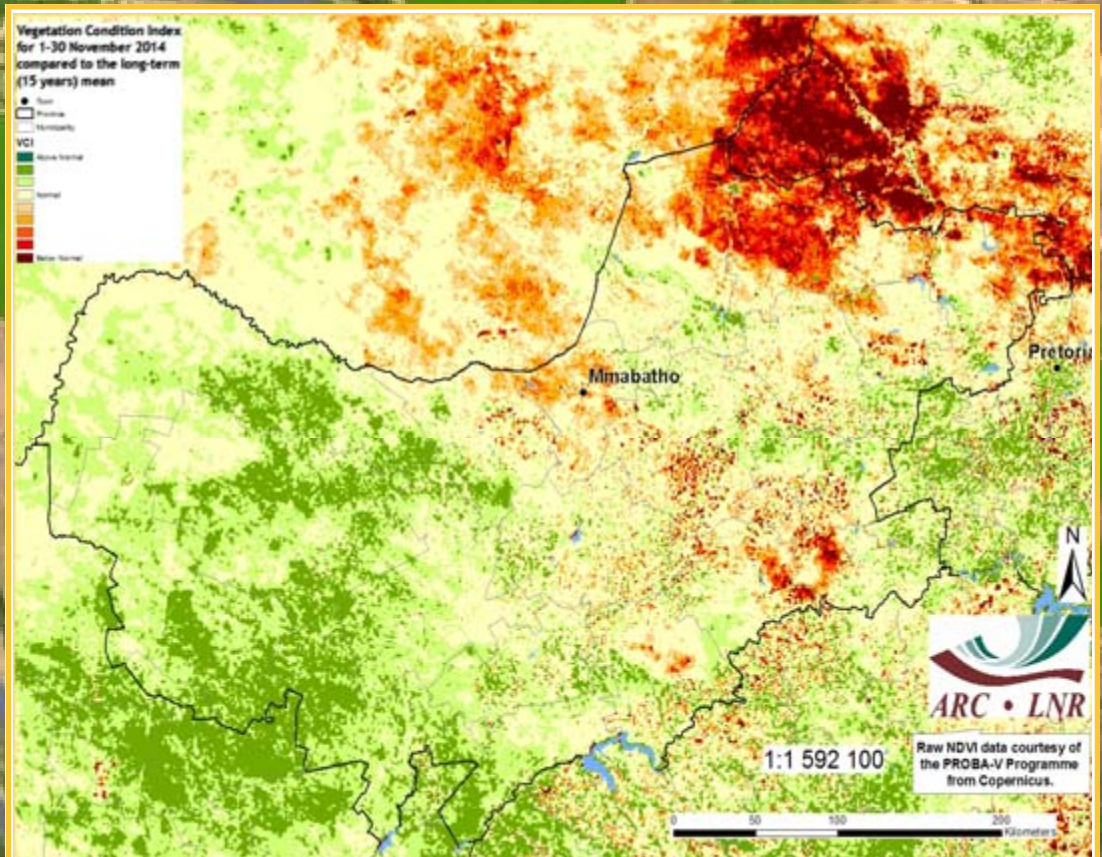 Vegetation Condition Index
for 1-30 November 2014
compared to the long-term
(15 years) mean
Town
Province
Municipality
VCI
Above Normal
Normal
Below Normal
Mmabatho
Pretoria
N
ARC • LNR
1:1 592 100
Raw NDVI data courtesy of
the PROBA-V Programme
from Copernicus.
0 50 100 200
Kilometers